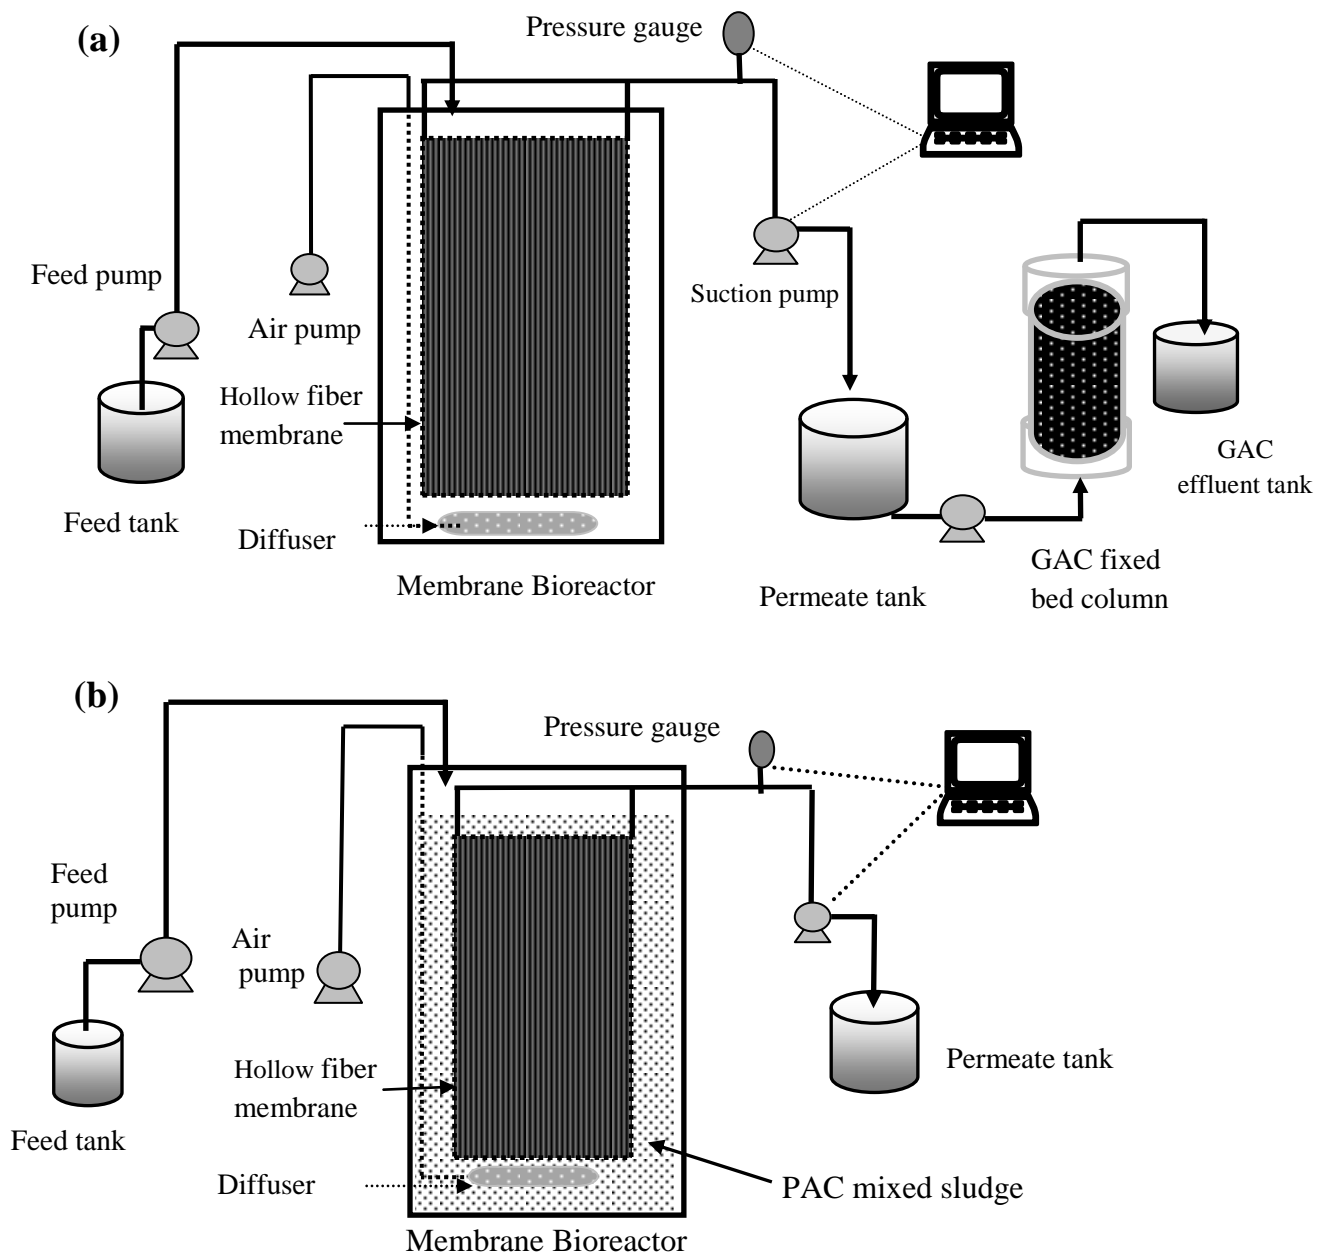 (a)
Pressure gauge
Feed pump
Air pump
Suction pump
Hollow fiber
membrane
GAC
effluent tank
Feed tank
Diffuser
Membrane Bioreactor
Permeate tank
GAC fixed
bed column
(b)
Pressure gauge
Feed
pump
Air
pump
Hollow fiber
membrane
Permeate tank
Feed tank
Diffuser
PAC mixed sludge
Membrane Bioreactor